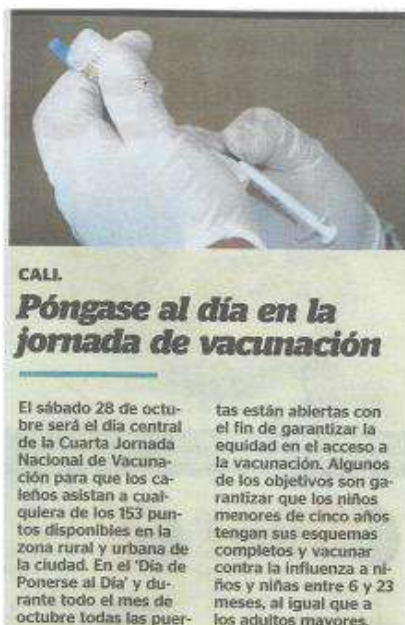 CALI.
Póngase al día en la
jornada de vacunación
El sábado 28 de octu-
bre será el día central
de la Cuarta Jornada
Nacional de Vacuna-
ción para que los ca-
leños asistan a cual-
quiera de los 153 pun-
tos disponibles en la
zona rural y urbana de
la ciudad. En el 'Día de
Ponerse al Día' y du-
rante todo el mes de
octubre todas las puer-
tas están abiertas con
el fin de garantizar la
equidad en el acceso a
la vacunación. Algunos
de los objetivos son ga-
rantizar que los niños
menores de cinco años
tengan sus esquemas
completos y vacunar
contra la influenza a ni-
ños y niñas entre 6 y 23
meses, al igual que a
los adultos mayores.